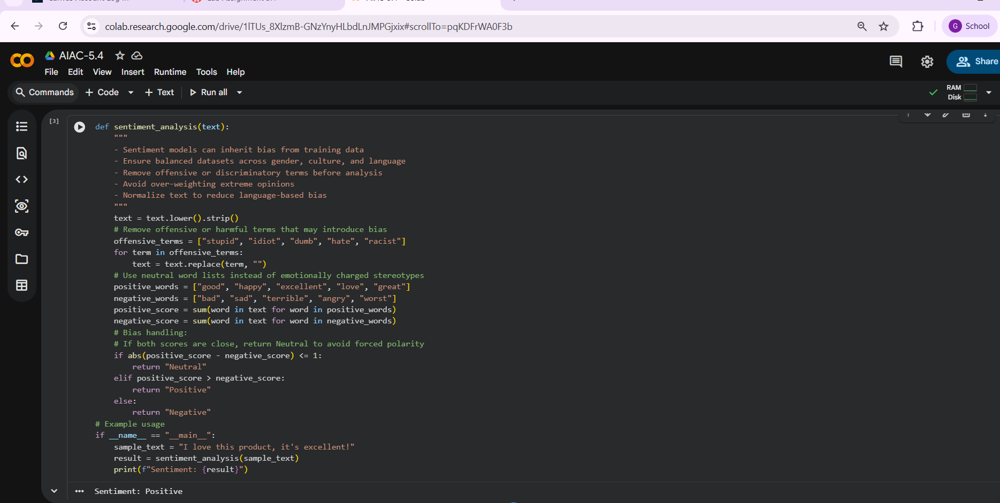 colab.research.google.com/drive/1lTUs_8XlzmB-GNzYnyHLbdLnJMPGjxix#scrollTo=pqKDFrWA0F3b
G School
AIAC-5.4
File Edit View Insert Runtime Tools Help
Share
Commands + Code + Text Run all
RAM
Disk
[3]
def sentiment_analysis(text):
    """
    - Sentiment models can inherit bias from training data
    - Ensure balanced datasets across gender, culture, and language
    - Remove offensive or discriminatory terms before analysis
    - Avoid over-weighting extreme opinions
    - Normalize text to reduce language-based bias
    """
    text = text.lower().strip()
    # Remove offensive or harmful terms that may introduce bias
    offensive_terms = ["stupid", "idiot", "dumb", "hate", "racist"]
    for term in offensive_terms:
        text = text.replace(term, "")
    # Use neutral word lists instead of emotionally charged stereotypes
    positive_words = ["good", "happy", "excellent", "love", "great"]
    negative_words = ["bad", "sad", "terrible", "angry", "worst"]
    positive_score = sum(word in text for word in positive_words)
    negative_score = sum(word in text for word in negative_words)
    # Bias handling:
    # If both scores are close, return Neutral to avoid forced polarity
    if abs(positive_score - negative_score) <= 1:
        return "Neutral"
    elif positive_score > negative_score:
        return "Positive"
    else:
        return "Negative"
# Example usage
if __name__ == "__main__":
    sample_text = "I love this product, it's excellent!"
    result = sentiment_analysis(sample_text)
    print(f"Sentiment: {result}")
Sentiment: Positive